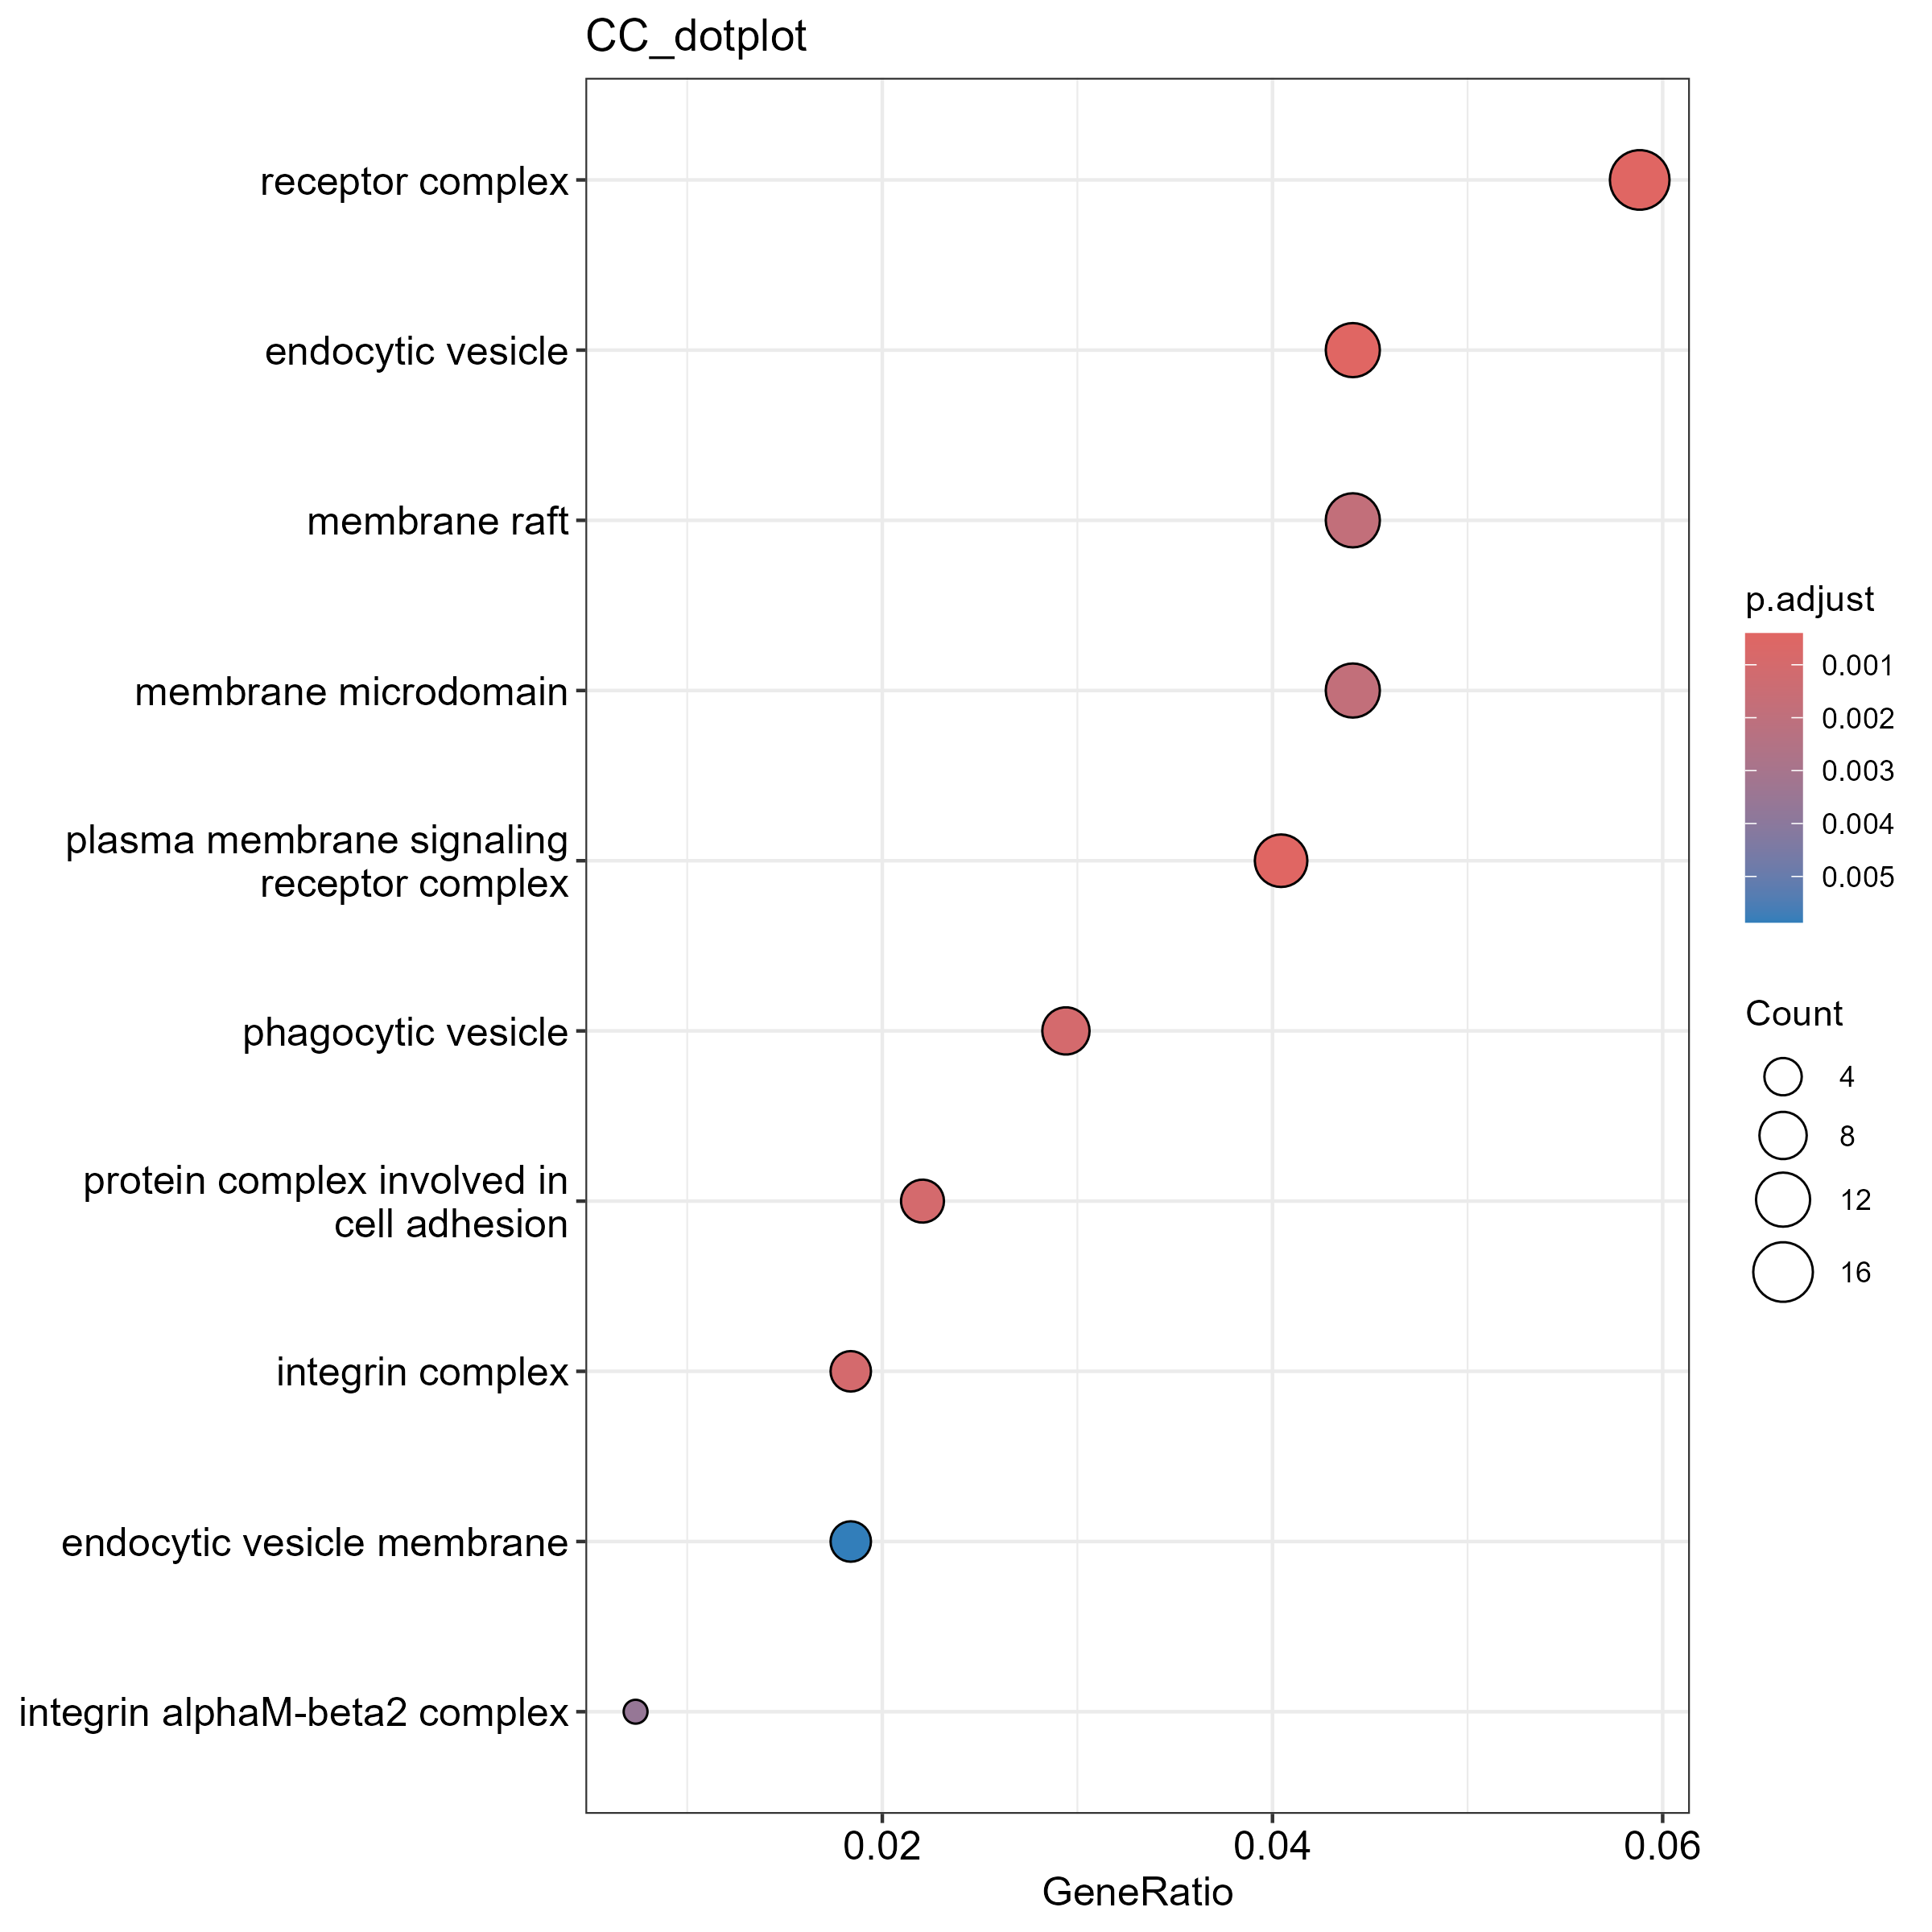 CC_dotplot
receptor complex
endocytic vesicle
membrane raft
membrane microdomain
plasma membrane signaling
receptor complex
phagocytic vesicle
protein complex involved in
cell adhesion
integrin complex
endocytic vesicle membrane
integrin alphaM-beta2 complex
0.02
0.04
0.06
GeneRatio
p.adjust
0.001
0.002
0.003
0.004
0.005
Count
4
8
12
16